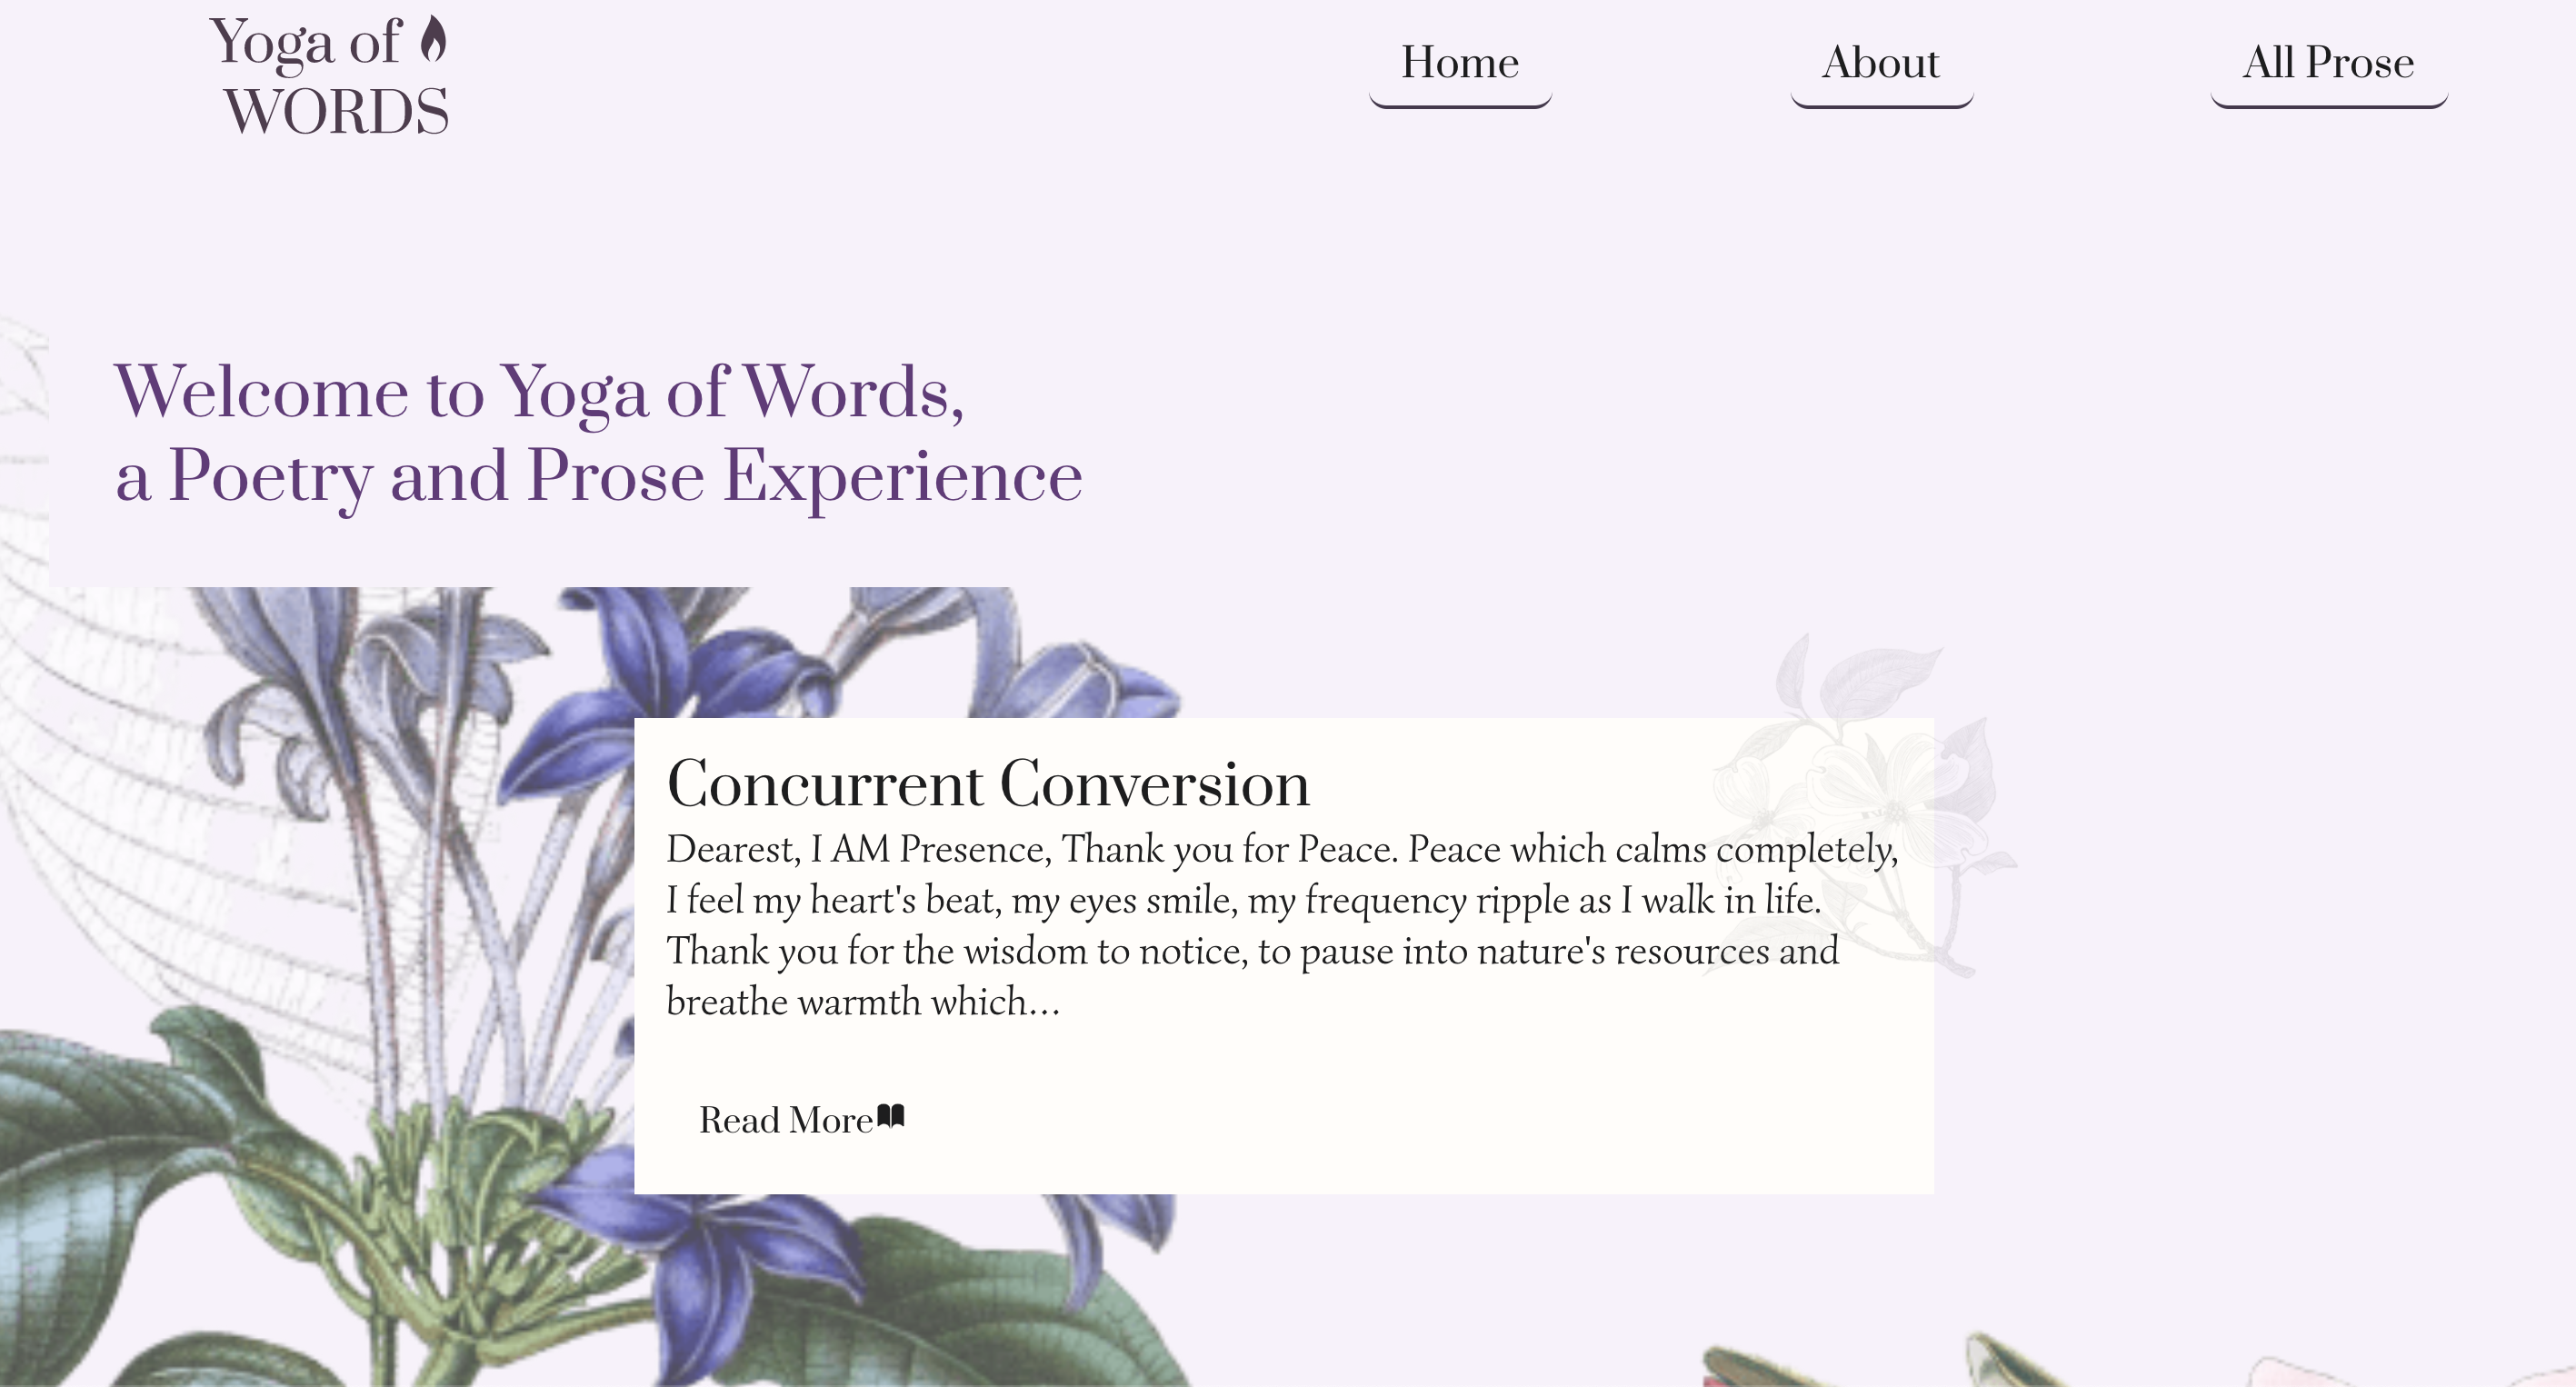 Yoga of
WORDS
Home
About
All Prose
Welcome to Yoga of Words,
a Poetry and Prose Experience
Concurrent Conversion
Dearest, I AM Presence, Thank you for Peace. Peace which calms completely,
I feel my heart's beat, my eyes smile, my frequency ripple as I walk in life.
Thank you for the wisdom to notice, to pause into nature's resources and
breathe warmth which…
Read More